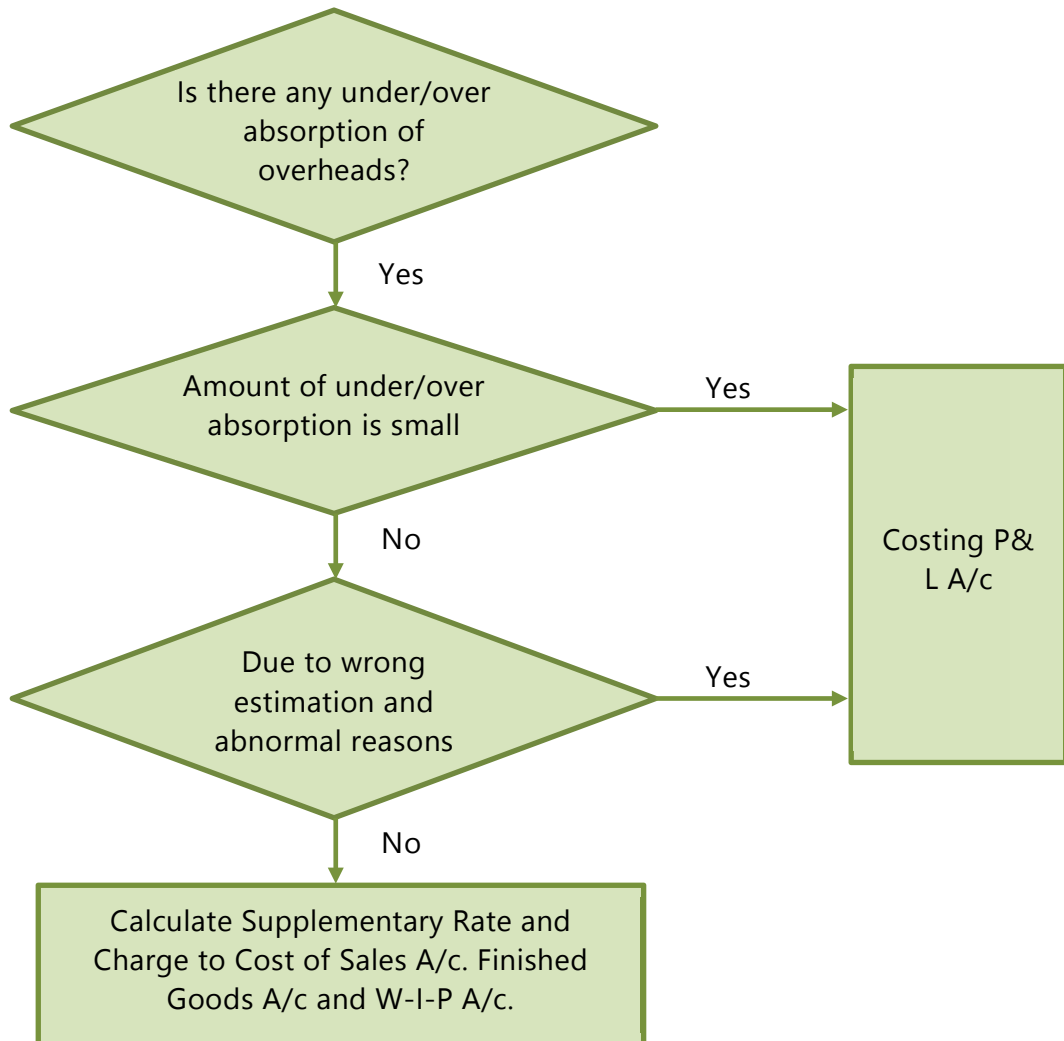 Is there any under/over
absorption of
overheads?
Yes
Amount of under/over
absorption is small
Yes
No
Costing P&
L A/c
Due to wrong
estimation and
abnormal reasons
Yes
No
Calculate Supplementary Rate and
Charge to Cost of Sales A/c. Finished
Goods A/c and W-I-P A/c.